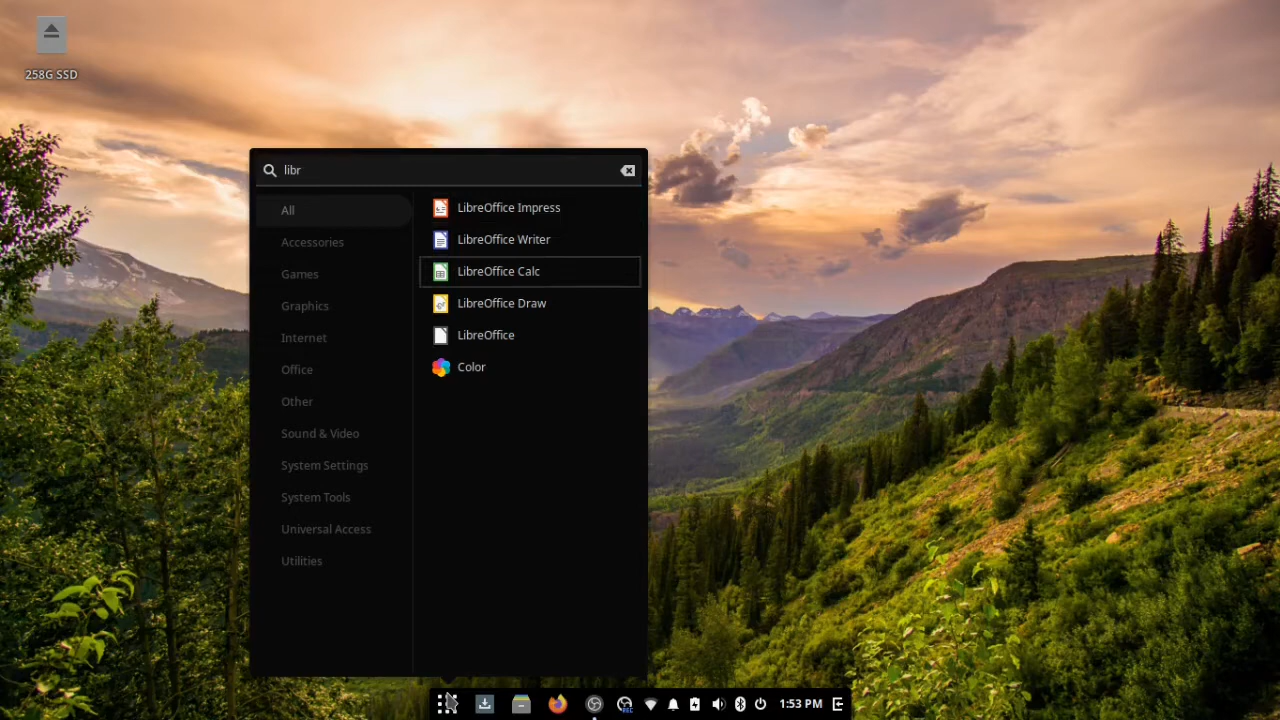 258G SSD
libr
All
Accessories
Games
Graphics
Internet
Office
Other
Sound & Video
System Settings
System Tools
Universal Access
Utilities
LibreOffice Impress
LibreOffice Writer
LibreOffice Calc
LibreOffice Draw
LibreOffice
Color
REC
1:53 PM